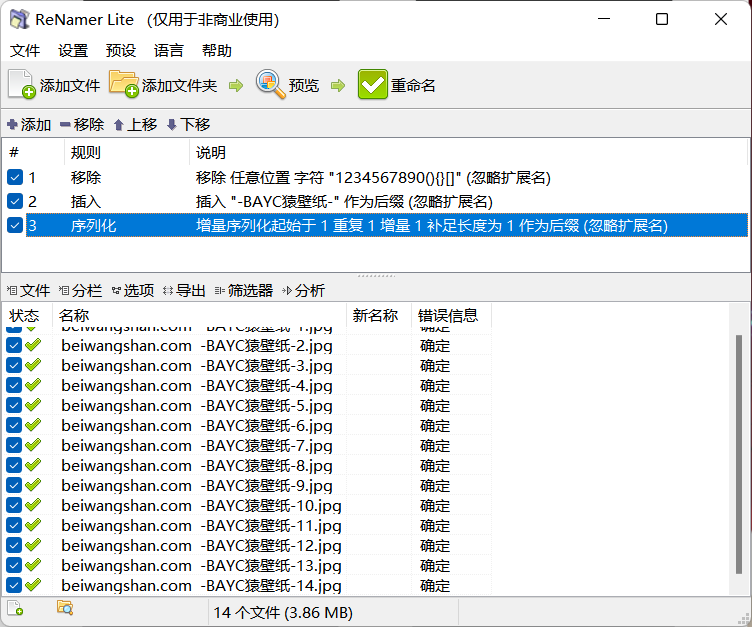 ReNamer Lite （仅用于非商业使用）
文件 设置 预设 语言 帮助
添加文件 添加文件夹 预览 重命名
添加 移除 上移 下移
# 规则 说明
1 移除 移除 任意位置 字符 "1234567890(){}[]" (忽略扩展名)
2 插入 插入 "-BAYC猿壁纸-" 作为后缀 (忽略扩展名)
3 序列化 增量序列化起始于 1 重复 1 增量 1 补足长度为 1 作为后缀 (忽略扩展名)
文件 分栏 选项 导出 筛选器 分析
状态 名称 新名称 错误信息
beiwangshan.com -BAYC猿壁纸-1.jpg 确定
beiwangshan.com -BAYC猿壁纸-2.jpg 确定
beiwangshan.com -BAYC猿壁纸-3.jpg 确定
beiwangshan.com -BAYC猿壁纸-4.jpg 确定
beiwangshan.com -BAYC猿壁纸-5.jpg 确定
beiwangshan.com -BAYC猿壁纸-6.jpg 确定
beiwangshan.com -BAYC猿壁纸-7.jpg 确定
beiwangshan.com -BAYC猿壁纸-8.jpg 确定
beiwangshan.com -BAYC猿壁纸-9.jpg 确定
beiwangshan.com -BAYC猿壁纸-10.jpg 确定
beiwangshan.com -BAYC猿壁纸-11.jpg 确定
beiwangshan.com -BAYC猿壁纸-12.jpg 确定
beiwangshan.com -BAYC猿壁纸-13.jpg 确定
beiwangshan.com -BAYC猿壁纸-14.jpg 确定
14 个文件 (3.86 MB)